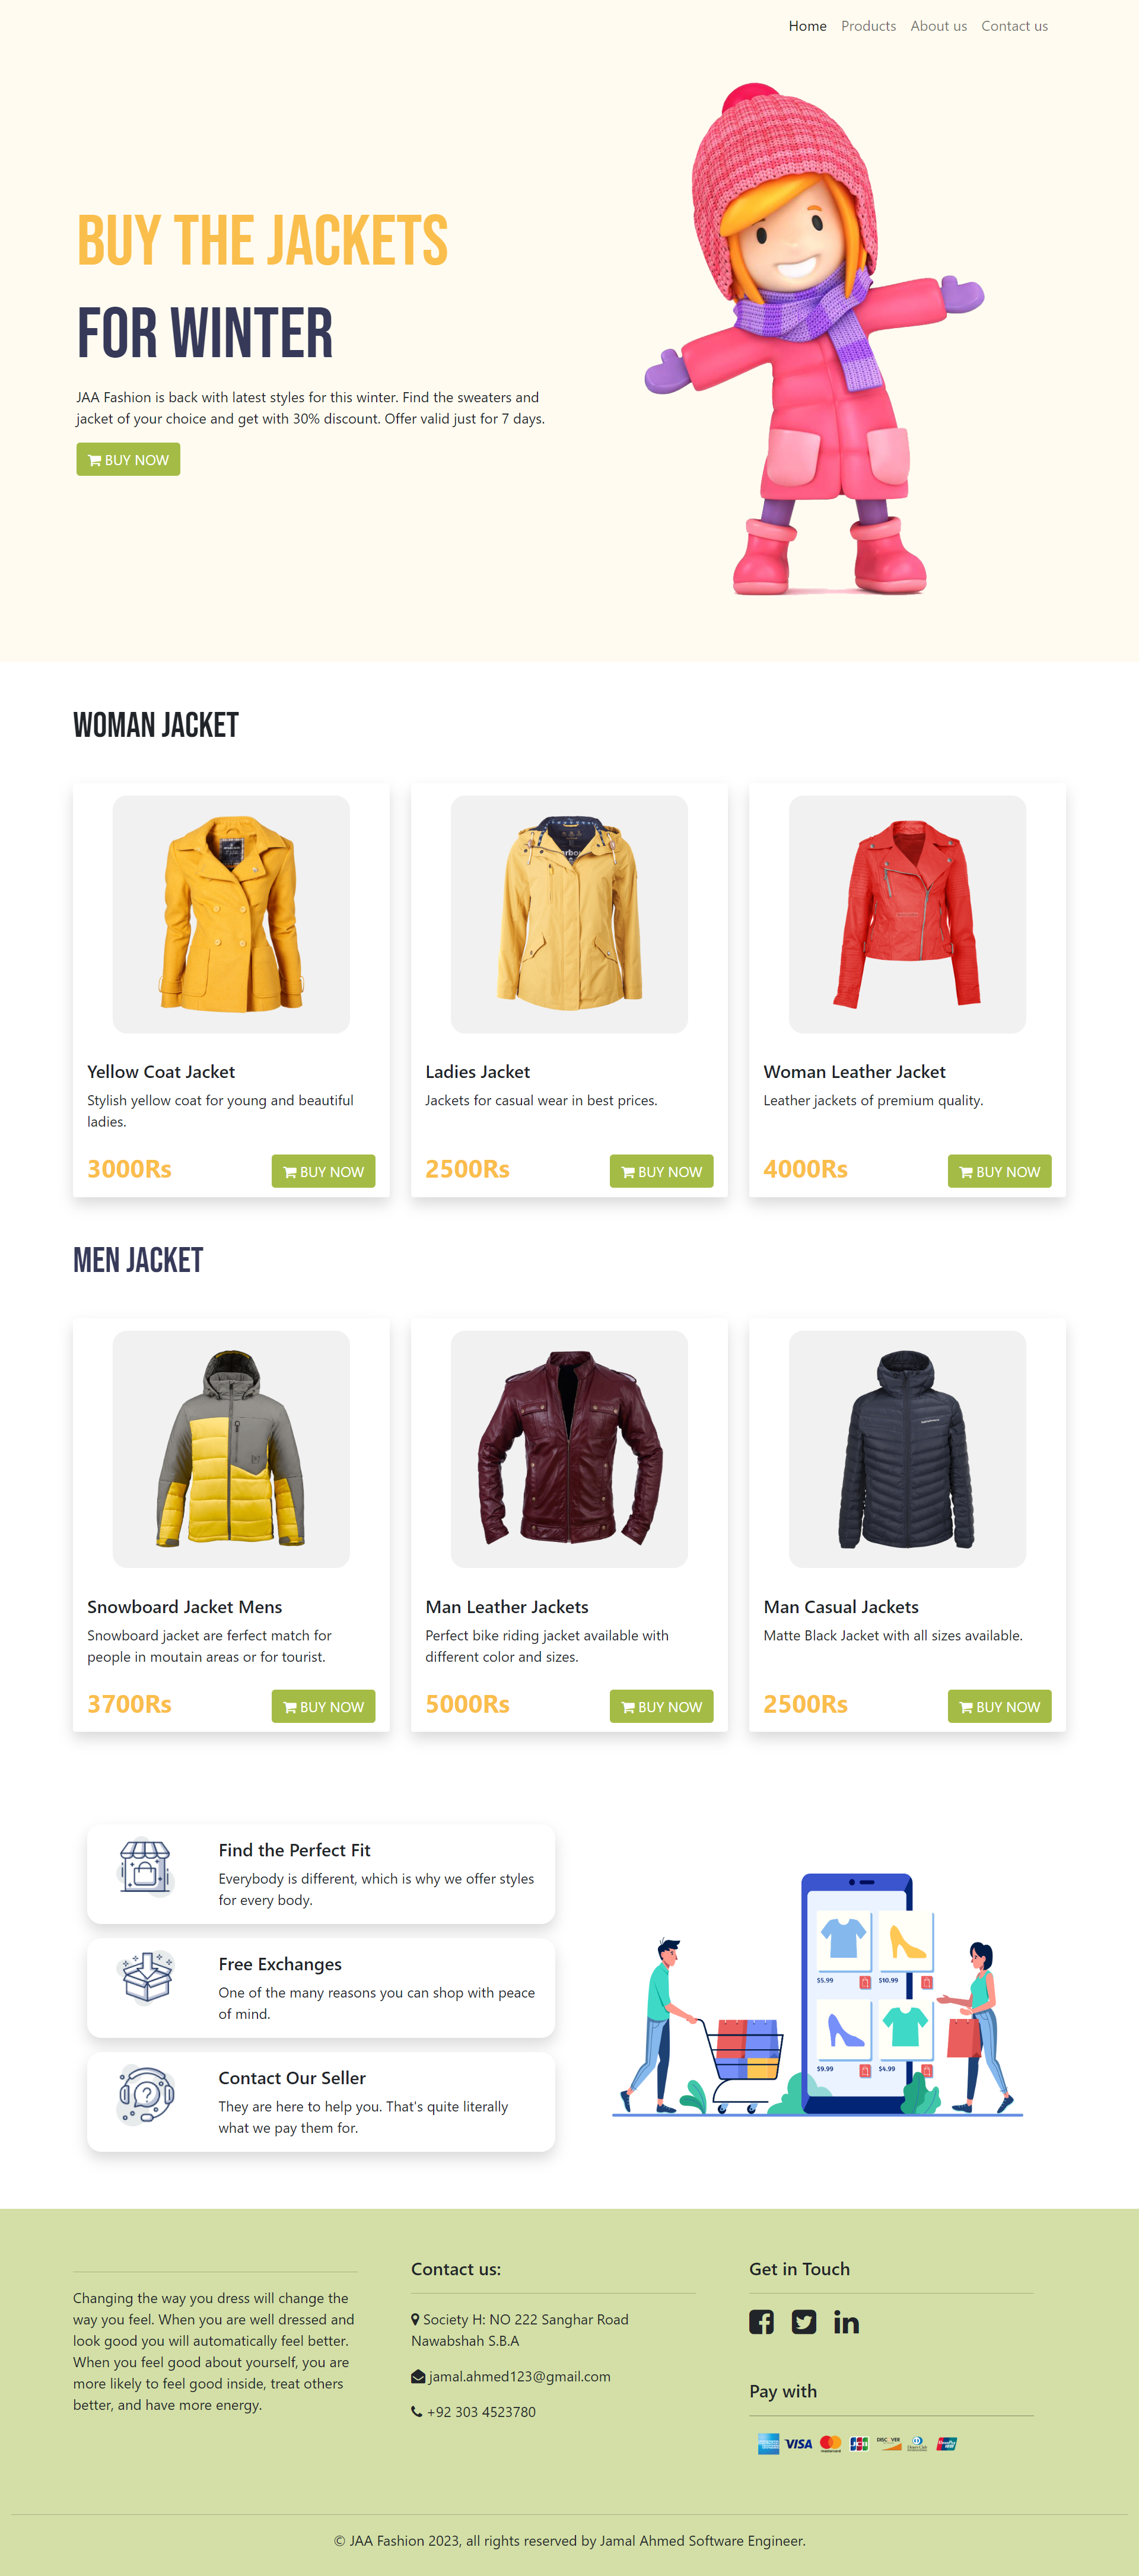 Home Products About us Contact us
BUY THE JACKETS
FOR WINTER
JAA Fashion is back with latest styles for this winter. Find the sweaters and
jacket of your choice and get with 30% discount. Offer valid just for 7 days.
BUY NOW
WOMAN JACKET
Yellow Coat Jacket
Stylish yellow coat for young and beautiful
ladies.
3000Rs BUY NOW
Ladies Jacket
Jackets for casual wear in best prices.
2500Rs BUY NOW
Woman Leather Jacket
Leather jackets of premium quality.
4000Rs BUY NOW
MEN JACKET
Snowboard Jacket Mens
Snowboard jacket are ferfect match for
people in moutain areas or for tourist.
3700Rs BUY NOW
Man Leather Jackets
Perfect bike riding jacket available with
different color and sizes.
5000Rs BUY NOW
Man Casual Jackets
Matte Black Jacket with all sizes available.
2500Rs BUY NOW
Find the Perfect Fit
Everybody is different, which is why we offer styles
for every body.
Free Exchanges
One of the many reasons you can shop with peace
of mind.
Contact Our Seller
They are here to help you. That's quite literally
what we pay them for.
$5.99 $10.99
$9.99 $4.99
Changing the way you dress will change the
way you feel. When you are well dressed and
look good you will automatically feel better.
When you feel good about yourself, you are
more likely to feel good inside, treat others
better, and have more energy.
Contact us:
Society H: NO 222 Sanghar Road
Nawabshah S.B.A
jamal.ahmed123@gmail.com
+92 303 4523780
Get in Touch
Pay with
VISA mastercard JCB DISCOVER
© JAA Fashion 2023, all rights reserved by Jamal Ahmed Software Engineer.